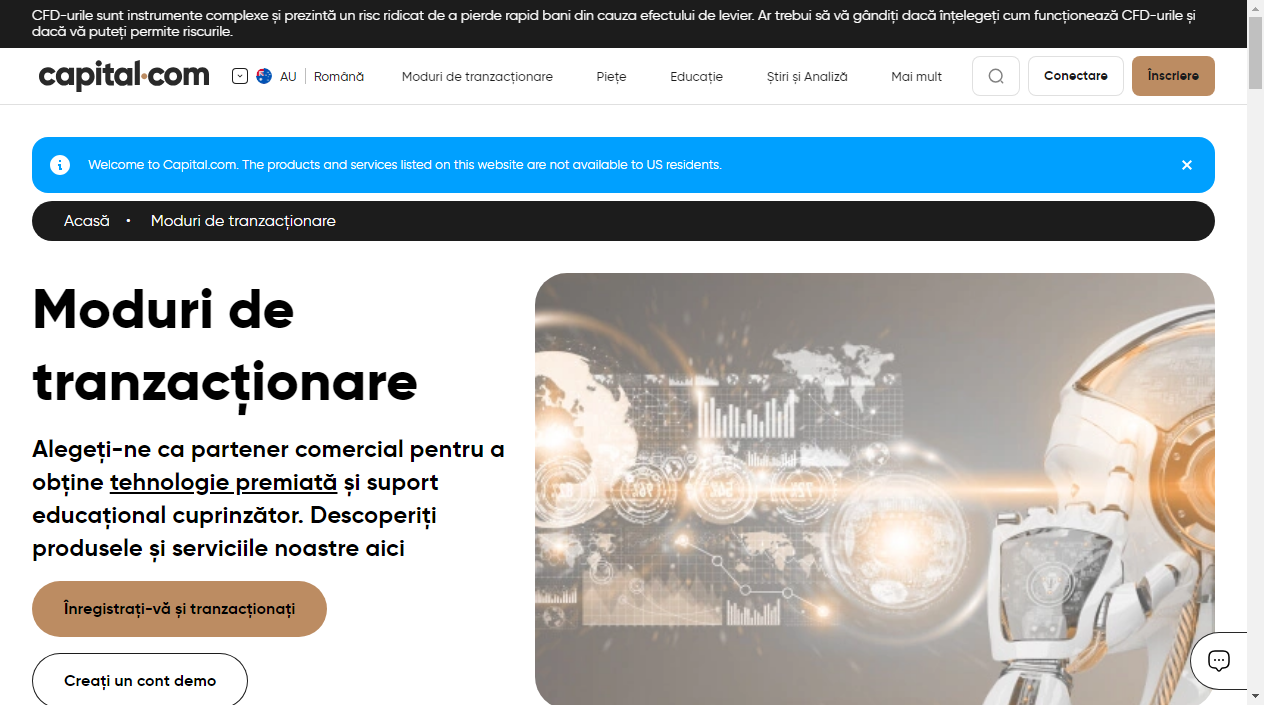 CFD-urile sunt instrumente complexe și prezintă un risc ridicat de a pierde rapid bani din cauza efectului de levier. Ar trebui să vă gândiți dacă înțelegeți cum funcționează CFD-urile și
dacă vă puteți permite riscurile.
capital.com AU Română Moduri de tranzacționare Piețe Educație Știri și Analiză Mai mult Conectare Înscriere
Welcome to Capital.com. The products and services listed on this website are not available to US residents.
Acasă • Moduri de tranzacționare
Moduri de
tranzacționare
Alegeți-ne ca partener comercial pentru a
obține tehnologie premiată și suport
educațional cuprinzător. Descoperiți
produsele și serviciile noastre aici
Înregistrați-vă și tranzacționați
Creați un cont demo